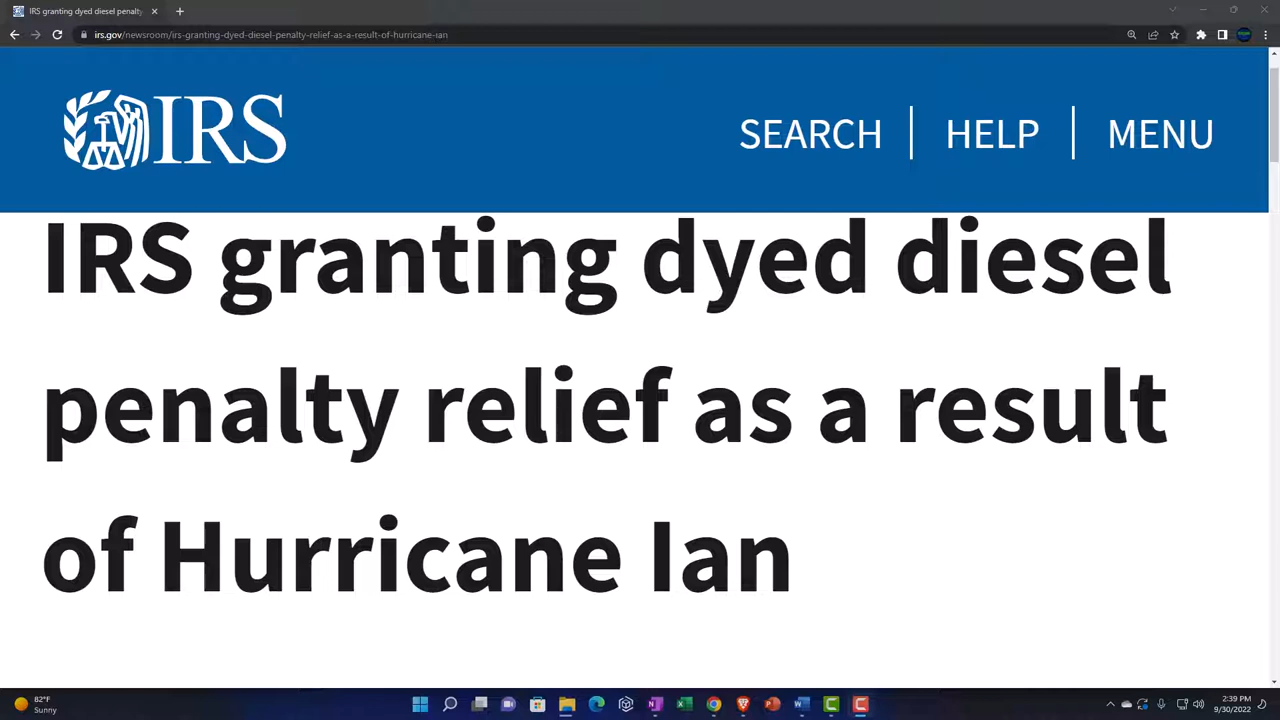 IRS granting dyed diesel penalty
irs.gov/newsroom/irs-granting-dyed-diesel-penalty-relief-as-a-result-of-hurricane-ian
IRS
SEARCH
HELP
MENU
IRS granting dyed diesel
penalty relief as a result
of Hurricane Ian
82°F
Sunny
2:39 PM
9/30/2022